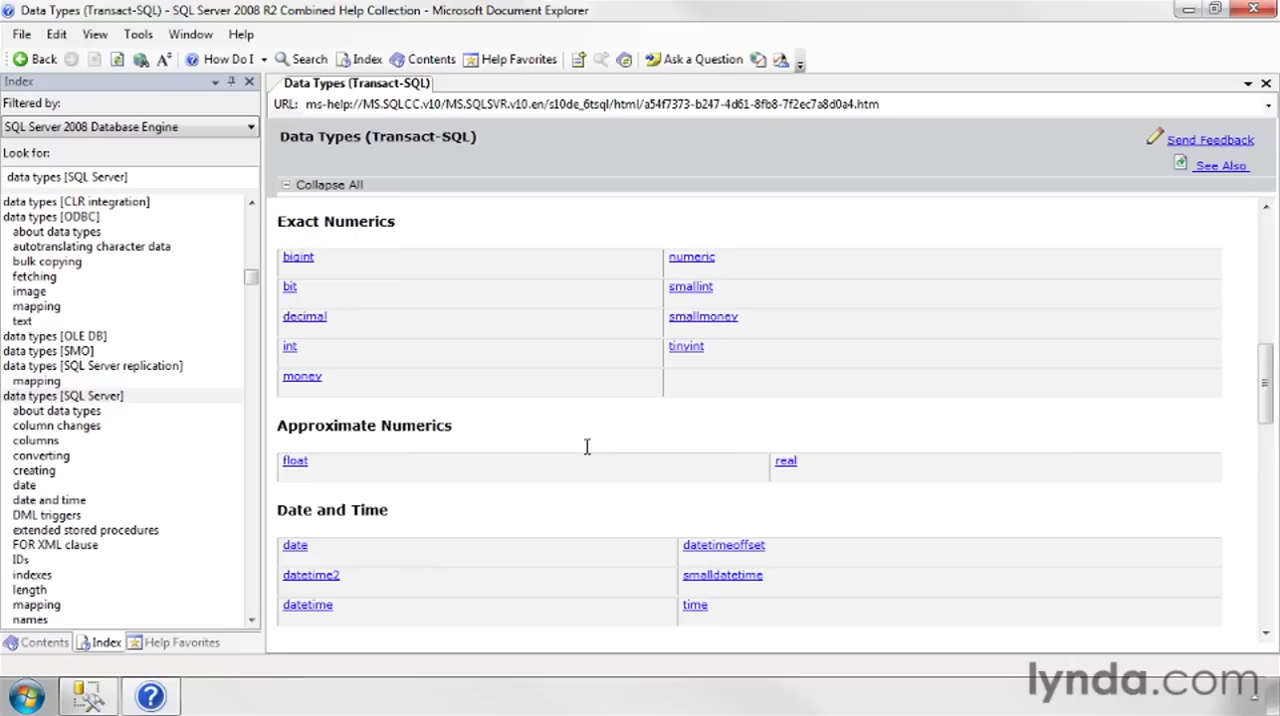 Data Types (Transact-SQL) - SQL Server 2008 R2 Combined Help Collection - Microsoft Document Explorer
File Edit View Tools Window Help
Back How Do I Search Index Contents Help Favorites Ask a Question
Index
Filtered by:
SQL Server 2008 Database Engine
Look for:
data types [SQL Server]
data types [CLR integration]
data types [ODBC]
about data types
autotranslating character data
bulk copying
fetching
image
mapping
text
data types [OLE DB]
data types [SMO]
data types [SQL Server replication]
mapping
data types [SQL Server]
about data types
column changes
columns
converting
creating
date
date and time
DML triggers
extended stored procedures
FOR XML clause
IDs
indexes
length
mapping
names
Contents Index Help Favorites
Data Types (Transact-SQL)
URL: ms-help://MS.SQLCC.v10/MS.SQLSVR.v10.en/s10de_6tsql/html/a54f7373-b247-4d61-8fb8-7f2ec7a8d0a4.htm
Data Types (Transact-SQL)
Send Feedback
See Also
Collapse All
Exact Numerics
bigint numeric
bit smallint
decimal smallmoney
int tinyint
money
Approximate Numerics
float real
Date and Time
date datetimeoffset
datetime2 smalldatetime
datetime time
lynda.com